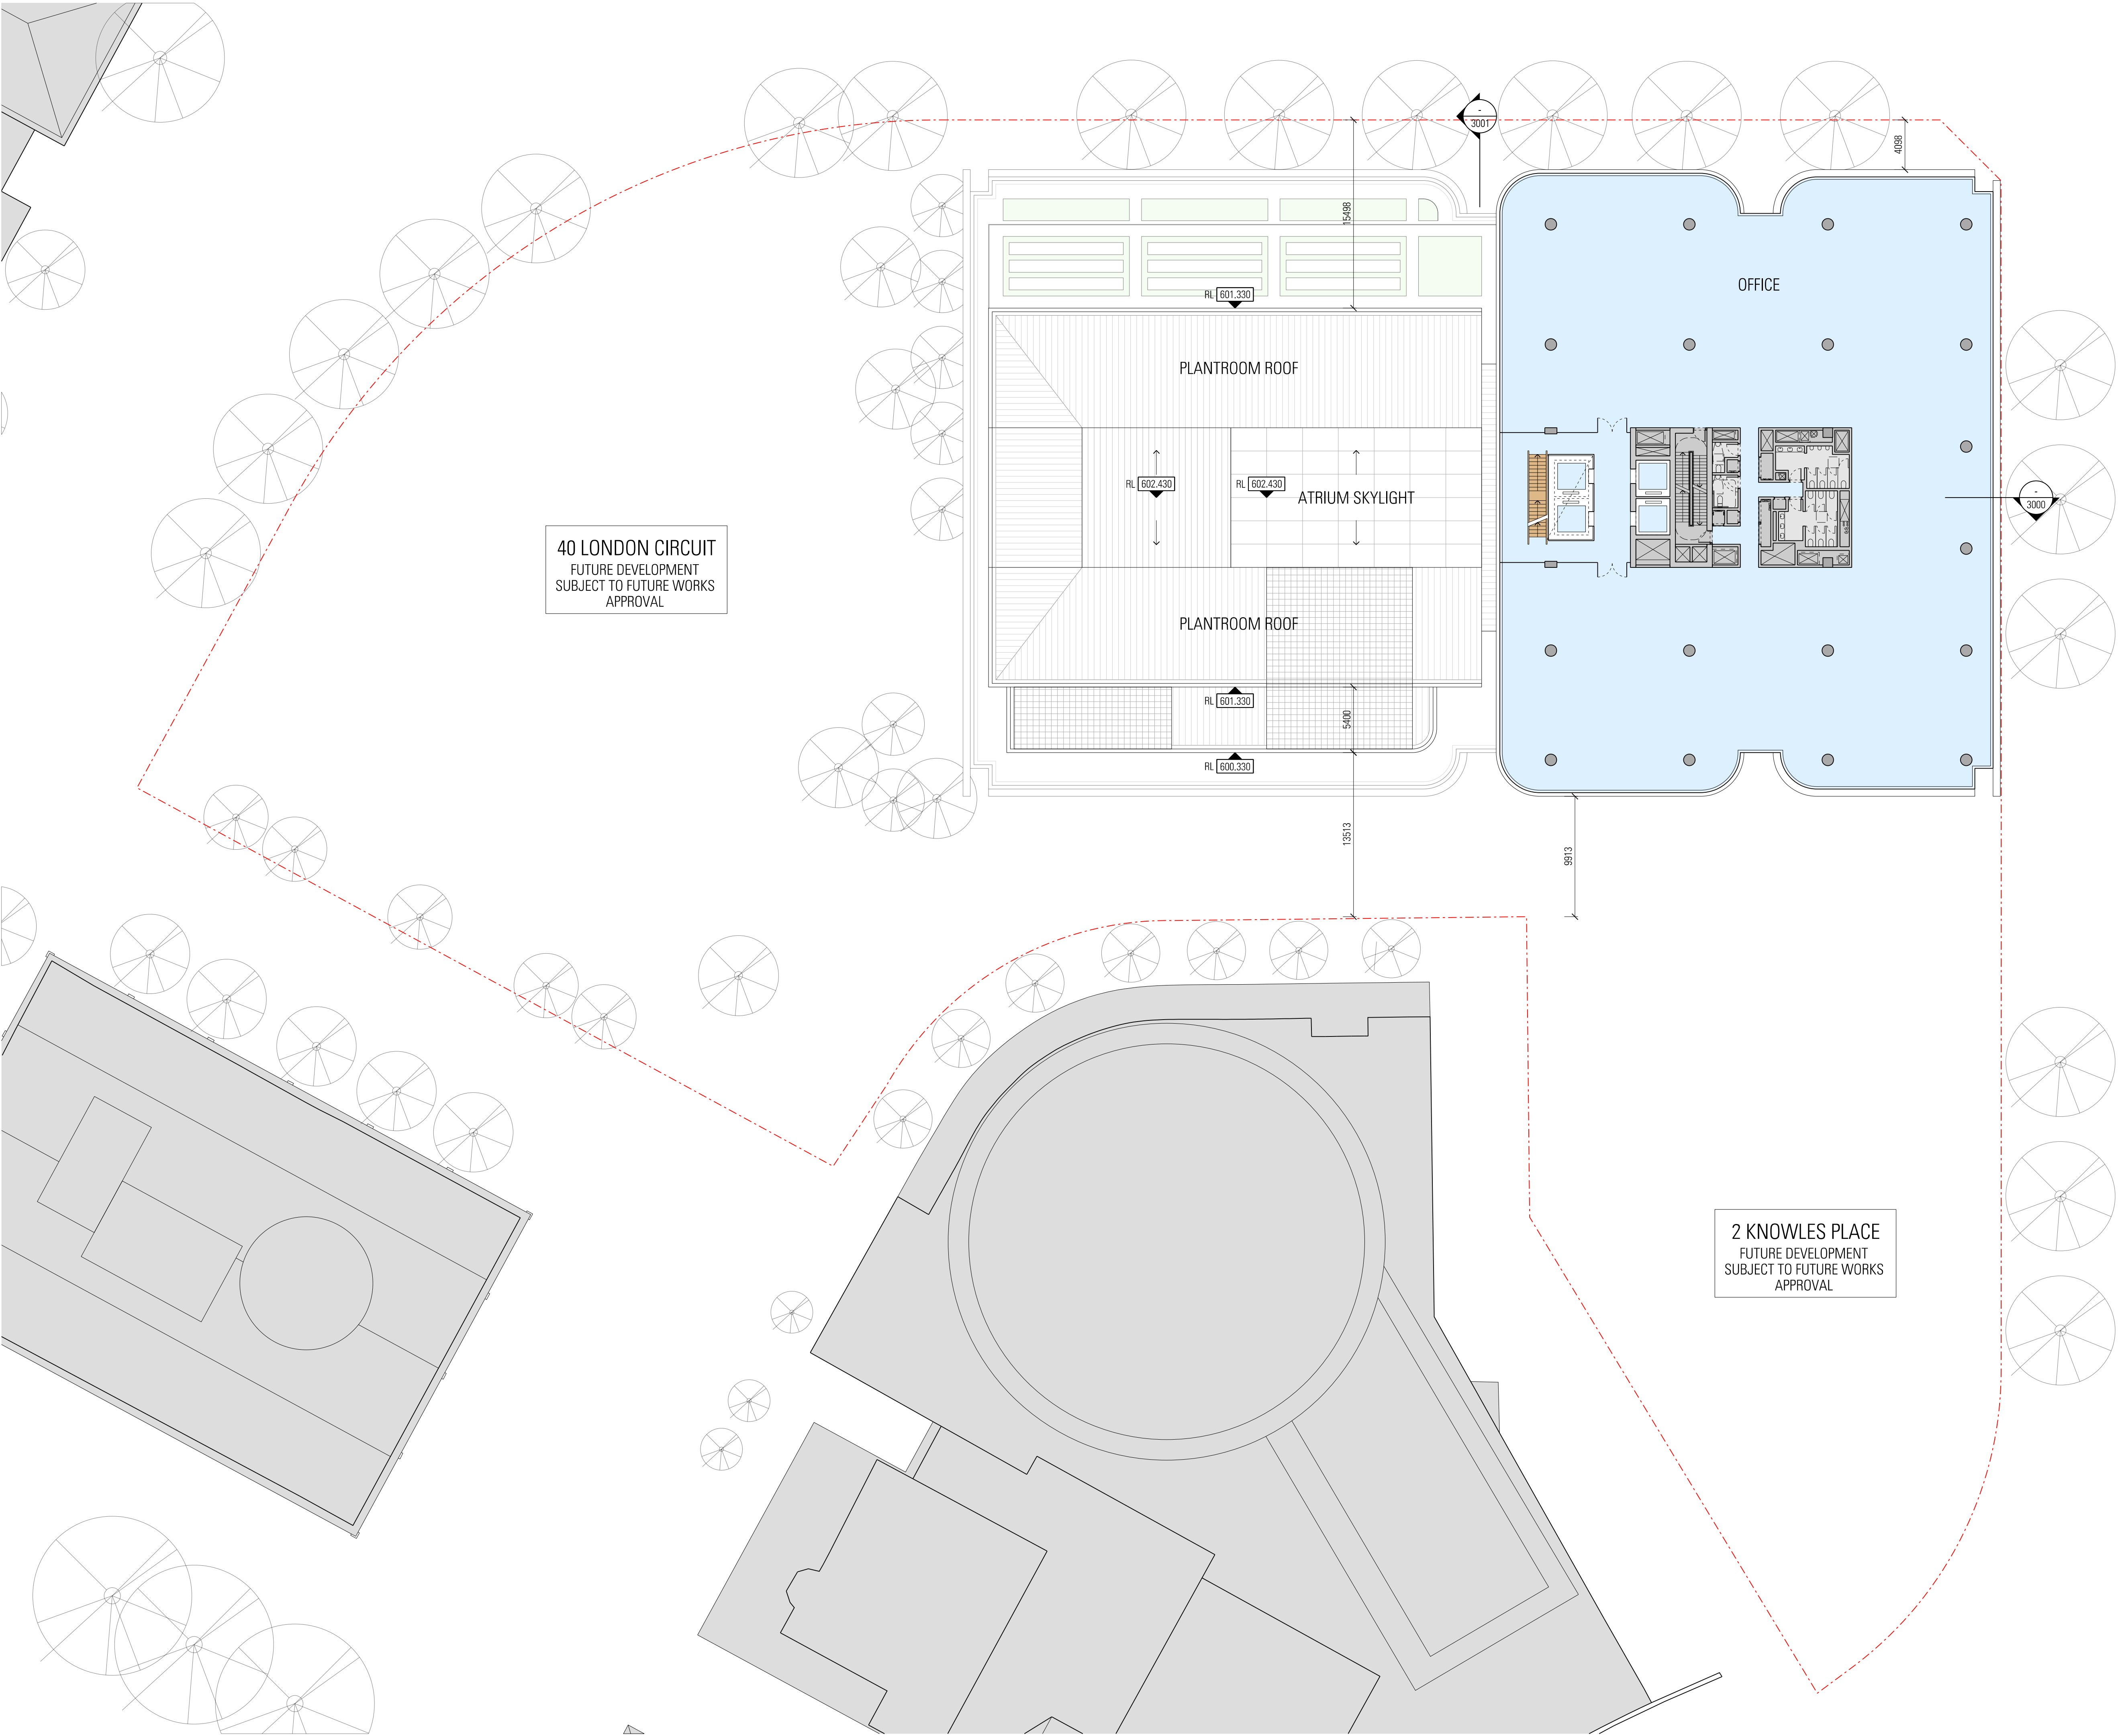 -
3001
4098
15498
OFFICE
RL 601.330
PLANTROOM ROOF
RL 602.430
RL 602.430
ATRIUM SKYLIGHT
-
3000
40 LONDON CIRCUIT
FUTURE DEVELOPMENT
SUBJECT TO FUTURE WORKS
APPROVAL
PLANTROOM ROOF
RL 601.330
5400
RL 600.330
13513
9913
2 KNOWLES PLACE
FUTURE DEVELOPMENT
SUBJECT TO FUTURE WORKS
APPROVAL